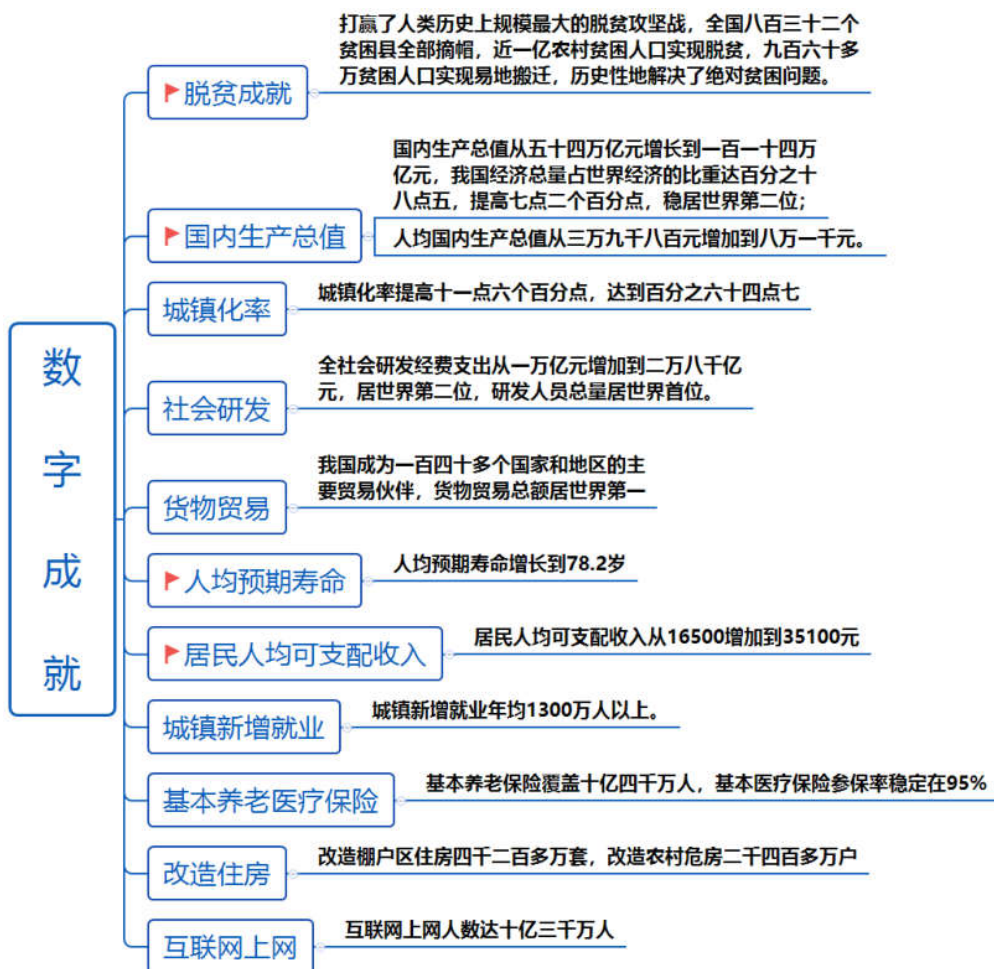 打赢了人类历史上规模最大的脱贫攻坚战，全国八百三十二个
贫困县全部摘帽，近一亿农村贫困人口实现脱贫，九百六十多
万贫困人口实现易地搬迁，历史性地解决了绝对贫困问题。
脱贫成就
国内生产总值从五十四万亿元增长到一百一十四万
亿元，我国经济总量占世界经济的比重达百分之十
八点五，提高七点二个百分点，稳居世界第二位；
国内生产总值
人均国内生产总值从三万九千八百元增加到八万一千元。
城镇化率
城镇化率提高十一点六个百分点，达到百分之六十四点七
全社会研发经费支出从一万亿元增加到二万八千亿
元，居世界第二位，研发人员总量居世界首位。
社会研发
我国成为一百四十多个国家和地区的主
要贸易伙伴，货物贸易总额居世界第一
货物贸易
人均预期寿命
人均预期寿命增长到78.2岁
居民人均可支配收入
居民人均可支配收入从16500增加到35100元
城镇新增就业
城镇新增就业年均1300万人以上。
基本养老医疗保险
基本养老保险覆盖十亿四千万人，基本医疗保险参保率稳定在95%
改造住房
改造棚户区住房四千二百多万套，改造农村危房二千四百多万户
互联网上网
互联网上网人数达十亿三千万人
数
字
成
就